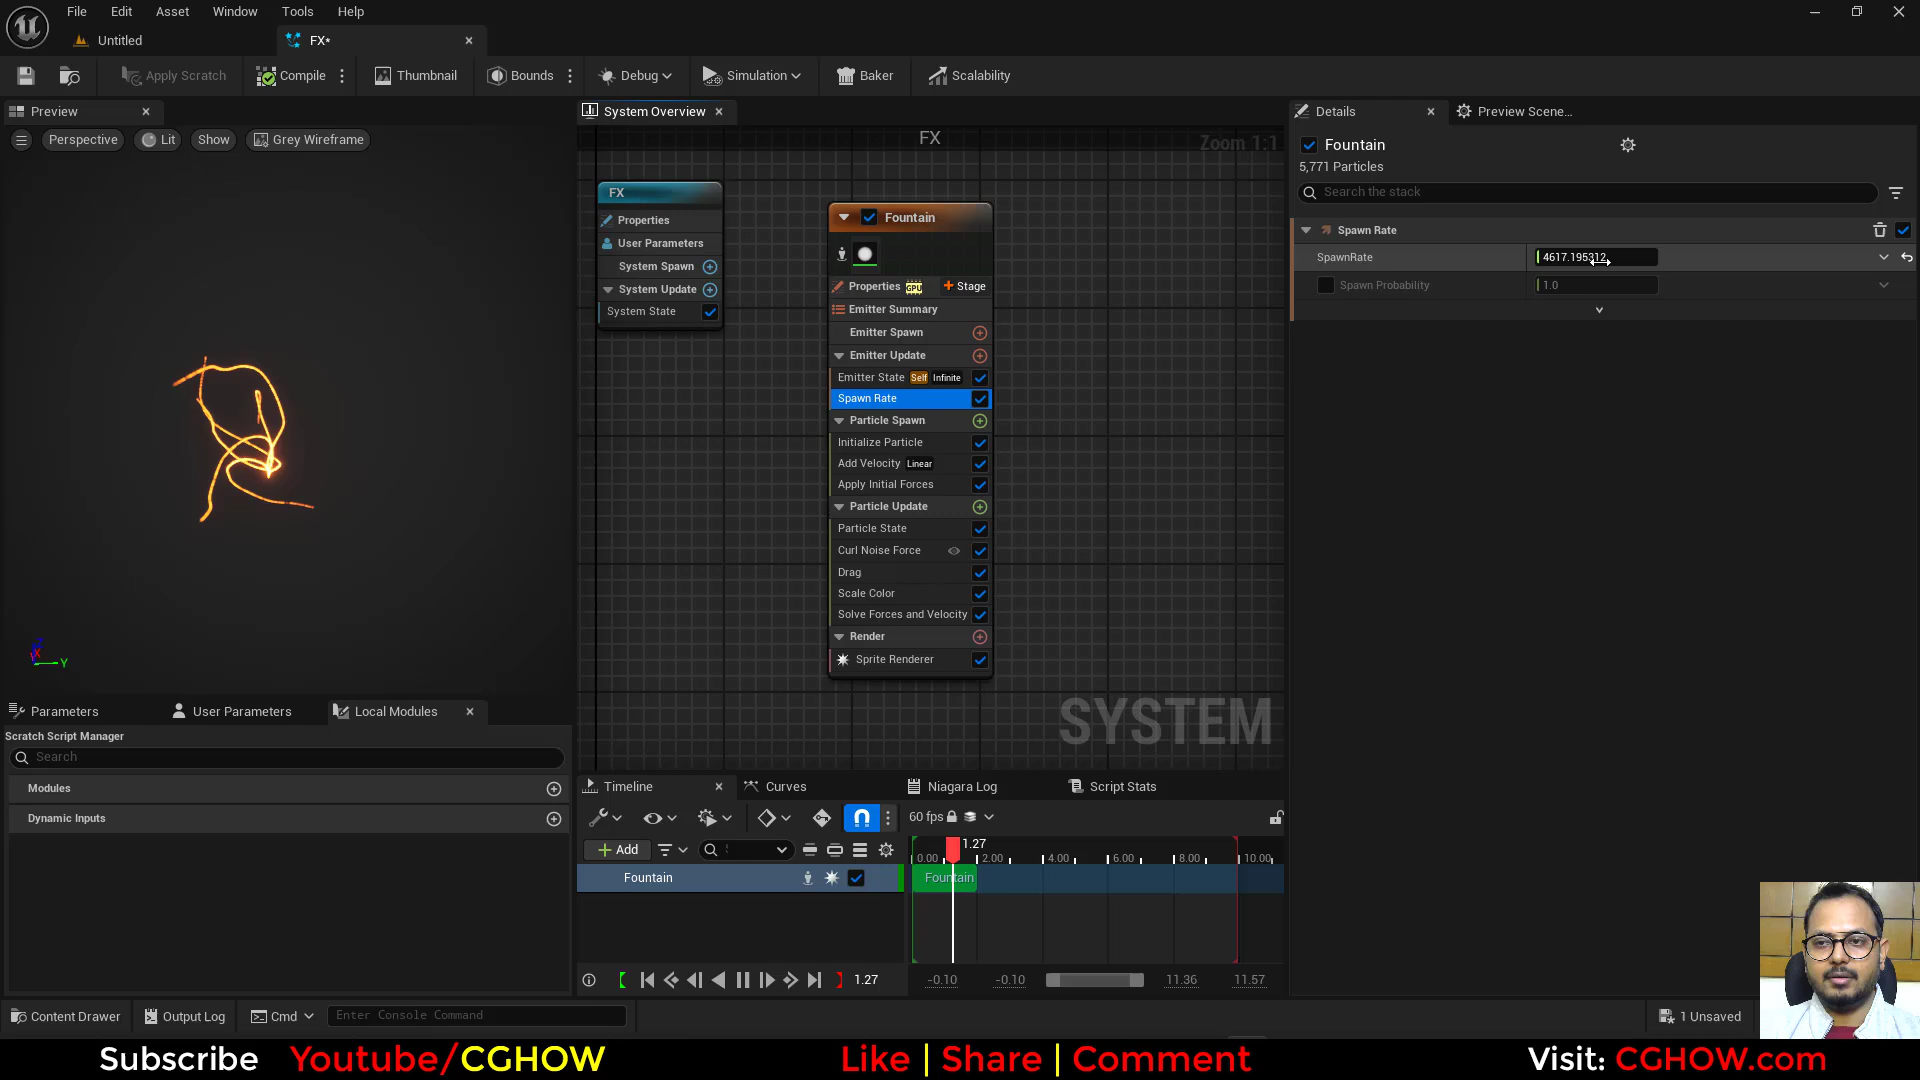 File Edit Asset Window Tools Help
Untitled
FX•
Apply Scratch
Compile
Thumbnail
Bounds
Debug
Simulation
Baker
Scalability
Preview
Perspective
Lit
Show
Grey Wireframe
Z
X
Y
System Overview
FX
Zoom 1:1
FX
Properties
User Parameters
System Spawn
System Update
System State
Fountain
Properties GPU + Stage
Emitter Summary
Emitter Spawn
Emitter Update
Emitter State Self Infinite
Spawn Rate
Particle Spawn
Initialize Particle
Add Velocity Linear
Apply Initial Forces
Particle Update
Particle State
Curl Noise Force
Drag
Scale Color
Solve Forces and Velocity
Render
Sprite Renderer
SYSTEM
Details
Preview Scene...
Fountain
5,771 Particles
Search the stack
Spawn Rate
SpawnRate 4617.195312
Spawn Probability 1.0
Parameters
User Parameters
Local Modules
Scratch Script Manager
Search
Modules
Dynamic Inputs
Timeline
Curves
Niagara Log
Script Stats
60 fps
+ Add
1.27
0.00 2.00 4.00 6.00 8.00 10.00
Fountain
Fountain
1.27
-0.10 -0.10 11.36 11.57
Content Drawer
Output Log
Cmd
Enter Console Command
1 Unsaved
Subscribe Youtube/CGHOW Like | Share | Comment Visit: CGHOW.com